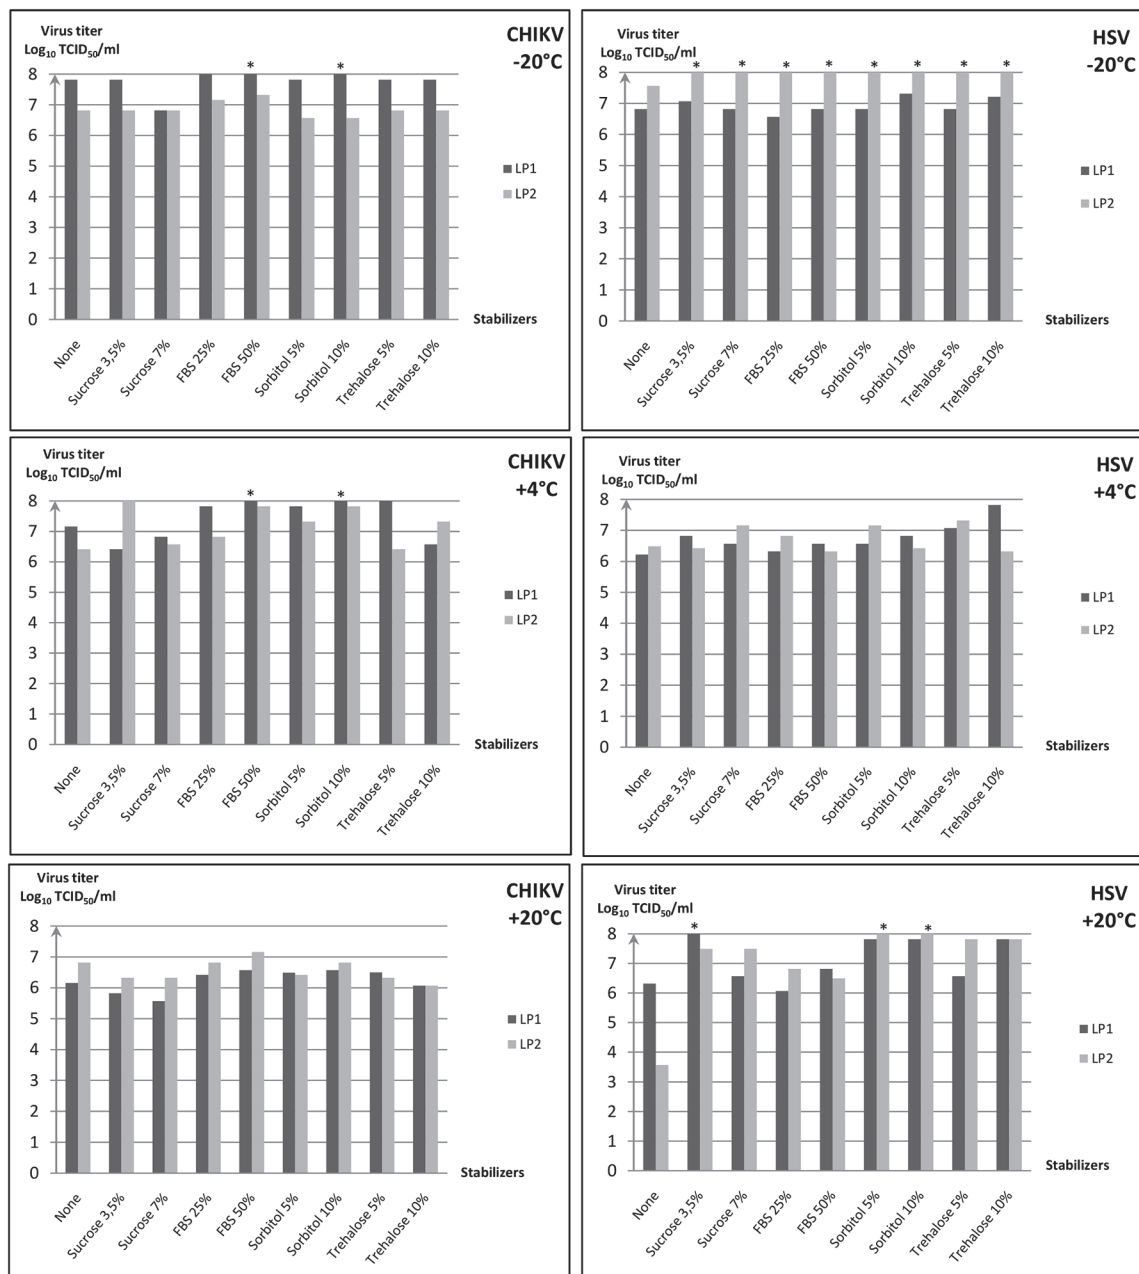 Virus titer
Log10 TCID50/ml
CHIKV
-20°C
* *
8
7
6
5
4
3
2
1
0
LP1
LP2
Stabilizers
None
Sucrose 3,5%
Sucrose 7%
FBS 25%
FBS 50%
Sorbitol 5%
Sorbitol 10%
Trehalose 5%
Trehalose 10%
Virus titer
Log10 TCID50/ml
HSV
-20°C
* * * * * * * *
8
7
6
5
4
3
2
1
0
LP1
LP2
Stabilizers
None
Sucrose 3,5%
Sucrose 7%
FBS 25%
FBS 50%
Sorbitol 5%
Sorbitol 10%
Trehalose 5%
Trehalose 10%
Virus titer
Log10 TCID50/ml
CHIKV
+4°C
* *
8
7
6
5
4
3
2
1
0
LP1
LP2
Stabilizers
None
Sucrose 3,5%
Sucrose 7%
FBS 25%
FBS 50%
Sorbitol 5%
Sorbitol 10%
Trehalose 5%
Trehalose 10%
Virus titer
Log10 TCID50/ml
HSV
+4°C
8
7
6
5
4
3
2
1
0
LP1
LP2
Stabilizers
None
Sucrose 3,5%
Sucrose 7%
FBS 25%
FBS 50%
Sorbitol 5%
Sorbitol 10%
Trehalose 5%
Trehalose 10%
Virus titer
Log10 TCID50/ml
CHIKV
+20°C
8
7
6
5
4
3
2
1
0
LP1
LP2
Stabilizers
None
Sucrose 3,5%
Sucrose 7%
FBS 25%
FBS 50%
Sorbitol 5%
Sorbitol 10%
Trehalose 5%
Trehalose 10%
Virus titer
Log10 TCID50/ml
HSV
+20°C
* * *
8
7
6
5
4
3
2
1
0
LP1
LP2
Stabilizers
None
Sucrose 3,5%
Sucrose 7%
FBS 25%
FBS 50%
Sorbitol 5%
Sorbitol 10%
Trehalose 5%
Trehalose 10%